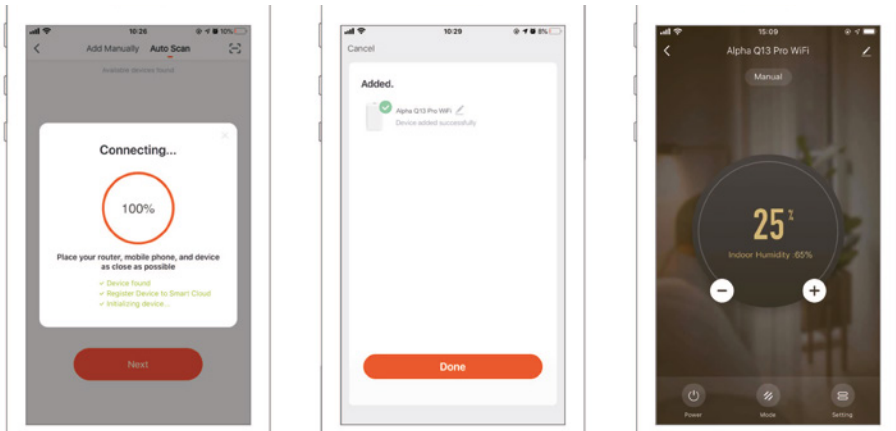 10:26
10%
Add Manually Auto Scan
Available devices found
Connecting...
100%
Place your router, mobile phone, and device
as close as possible
✓ Device found
✓ Register Device to Smart Cloud
✓ Initializing device...
Next
10:29
8%
Cancel
Added.
Alpha Q13 Pro WiFi
Device added successfully
Done
15:09
Alpha Q13 Pro WiFi
Manual
25%
Indoor Humidity :65%
Power Mode Setting